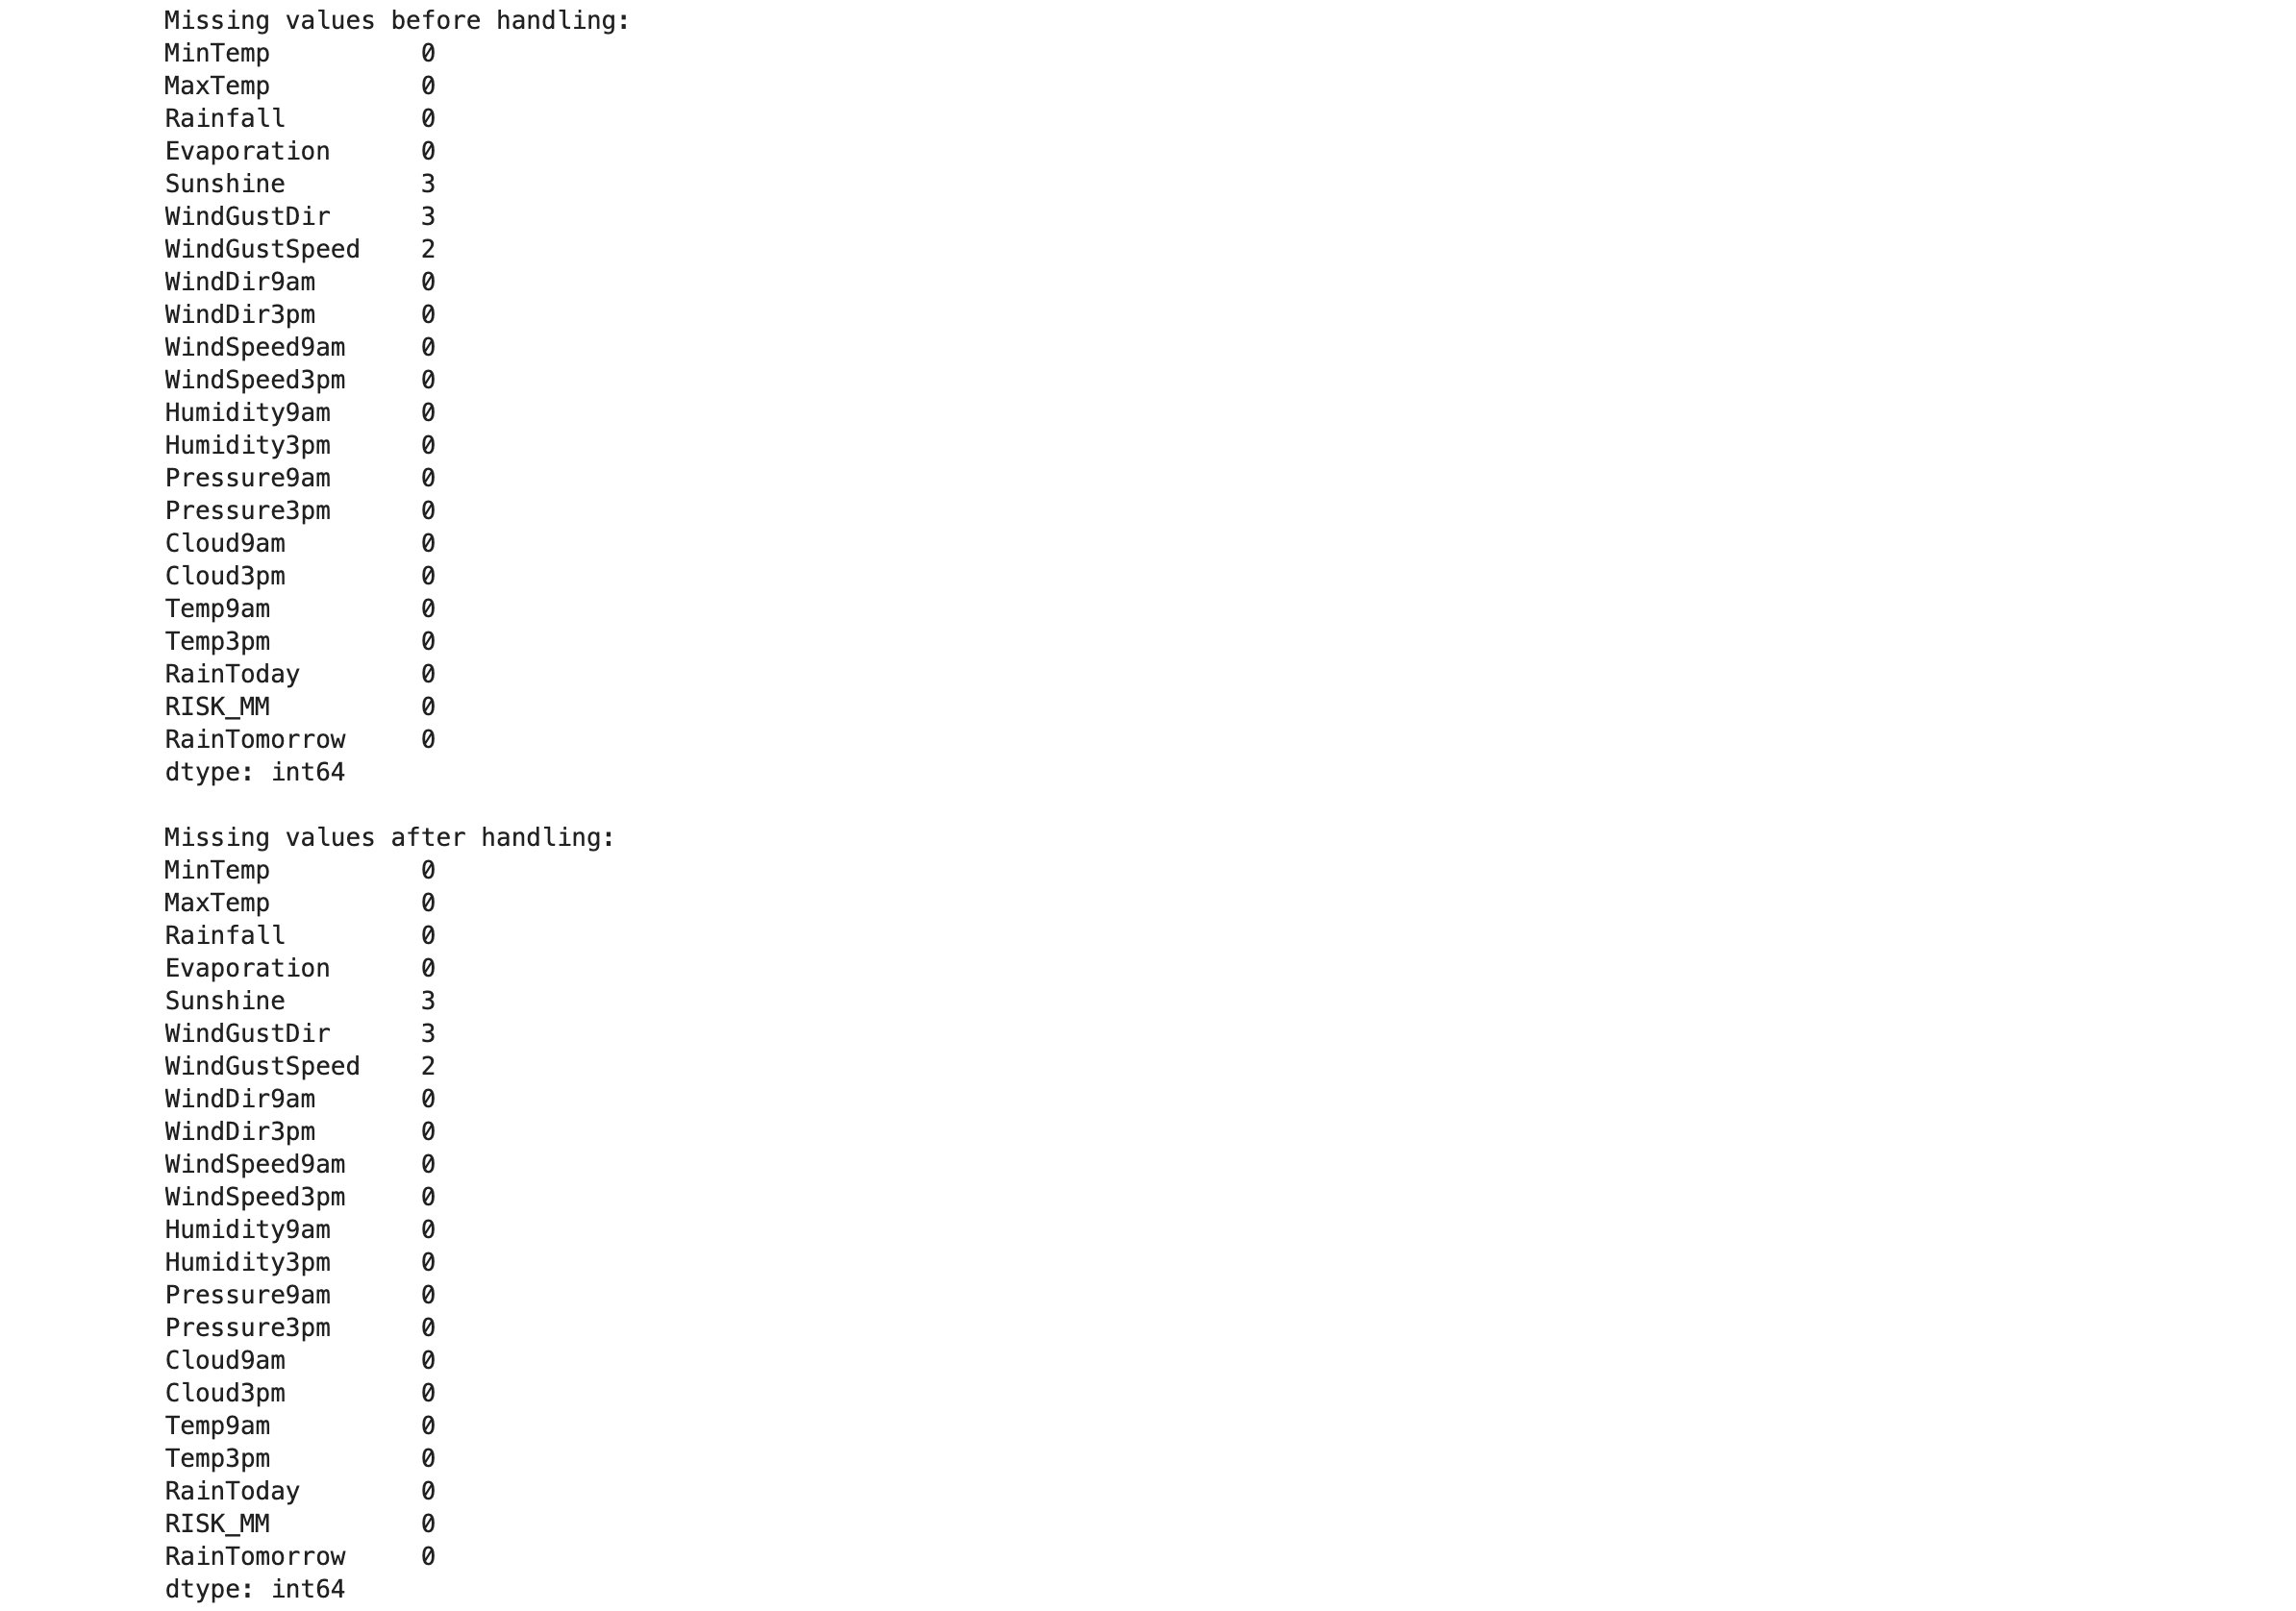 Missing values before handling:
MinTemp          0
MaxTemp          0
Rainfall         0
Evaporation      0
Sunshine         3
WindGustDir      3
WindGustSpeed    2
WindDir9am       0
WindDir3pm       0
WindSpeed9am     0
WindSpeed3pm     0
Humidity9am      0
Humidity3pm      0
Pressure9am      0
Pressure3pm      0
Cloud9am         0
Cloud3pm         0
Temp9am          0
Temp3pm          0
RainToday        0
RISK_MM          0
RainTomorrow     0
dtype: int64

Missing values after handling:
MinTemp          0
MaxTemp          0
Rainfall         0
Evaporation      0
Sunshine         3
WindGustDir      3
WindGustSpeed    2
WindDir9am       0
WindDir3pm       0
WindSpeed9am     0
WindSpeed3pm     0
Humidity9am      0
Humidity3pm      0
Pressure9am      0
Pressure3pm      0
Cloud9am         0
Cloud3pm         0
Temp9am          0
Temp3pm          0
RainToday        0
RISK_MM          0
RainTomorrow     0
dtype: int64